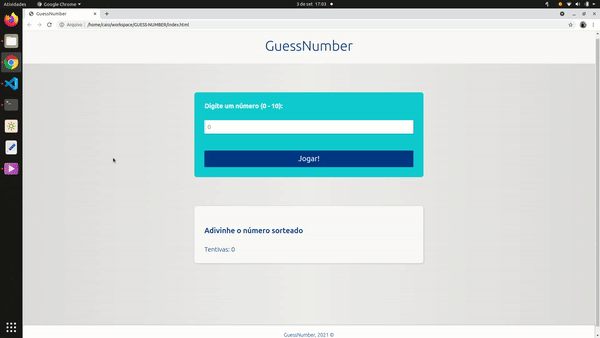 Atividades
Google Chrome
3 de set 17:03
GuessNumber
Arquivo
/home/caio/workspace/GUESS-NUMBER/index.html
GuessNumber
Digite um número (0 - 10):
0
Jogar!
Adivinhe o número sorteado
Tentivas: 0
GuessNumber, 2021 ©